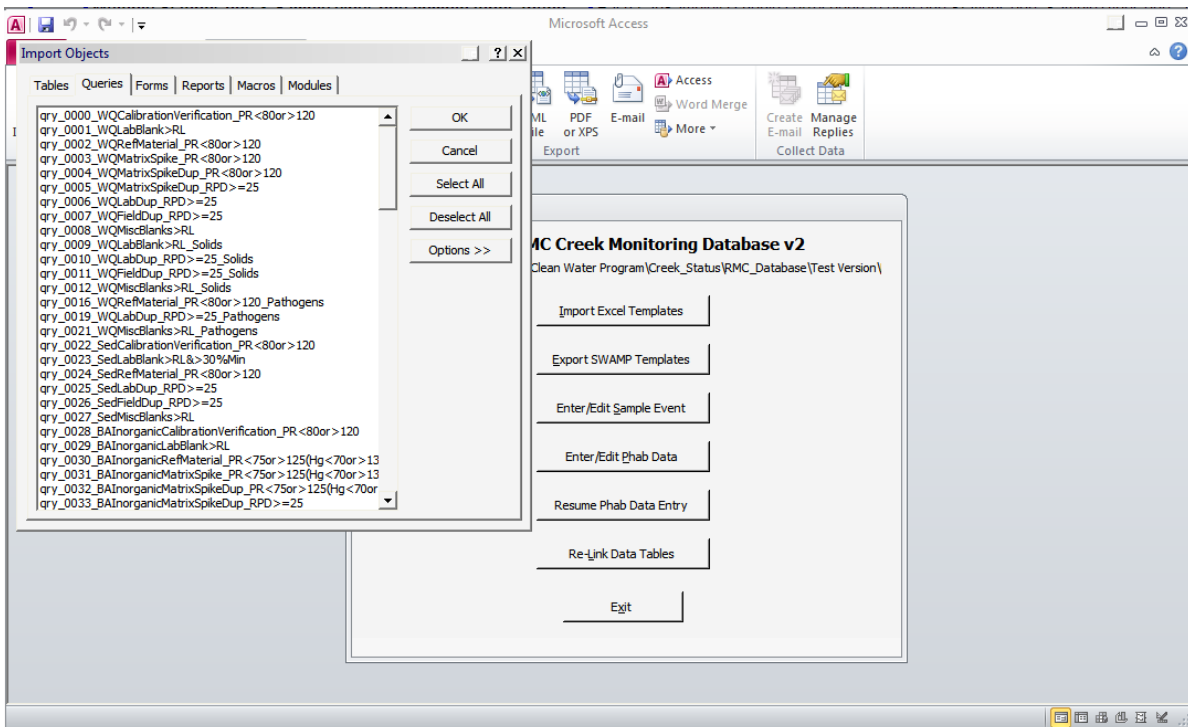 Microsoft Access
Import Objects
Tables Queries Forms Reports Macros Modules
qry_0000_WQCalibrationVerification_PR<80or>120
qry_0001_WQLabBlank>RL
qry_0002_WQRefMaterial_PR<80or>120
qry_0003_WQMatrixSpike_PR<80or>120
qry_0004_WQMatrixSpikeDup_PR<80or>120
qry_0005_WQMatrixSpikeDup_RPD>=25
qry_0006_WQLabDup_RPD>=25
qry_0007_WQFieldDup_RPD>=25
qry_0008_WQMiscBlanks>RL
qry_0009_WQLabBlank>RL_Solids
qry_0010_WQLabDup_RPD>=25_Solids
qry_0011_WQFieldDup_RPD>=25_Solids
qry_0012_WQMiscBlanks>RL_Solids
qry_0016_WQRefMaterial_PR<80or>120_Pathogens
qry_0019_WQLabDup_RPD>=25_Pathogens
qry_0021_WQMiscBlanks>RL_Pathogens
qry_0022_SedCalibrationVerification_PR<80or>120
qry_0023_SedLabBlank>RL&>30%Min
qry_0024_SedRefMaterial_PR<80or>120
qry_0025_SedLabDup_RPD>=25
qry_0026_SedFieldDup_RPD>=25
qry_0027_SedMiscBlanks>RL
qry_0028_BAInorganicCalibrationVerification_PR<80or>120
qry_0029_BAInorganicLabBlank>RL
qry_0030_BAInorganicRefMaterial_PR<75or>125(Hg<70or>13
qry_0031_BAInorganicMatrixSpike_PR<75or>125(Hg<70or>13
qry_0032_BAInorganicMatrixSpikeDup_PR<75or>125(Hg<70or
qry_0033_BAInorganicMatrixSpikeDup_RPD>=25
OK
Cancel
Select All
Deselect All
Options >>
PDF
or XPS
E-mail
Access
Word Merge
More
Export
Create
E-mail
Manage
Replies
Collect Data
MC Creek Monitoring Database v2
Clean Water Program\Creek_Status\RMC_Database\Test Version\
Import Excel Templates
Export SWAMP Templates
Enter/Edit Sample Event
Enter/Edit Phab Data
Resume Phab Data Entry
Re-Link Data Tables
Exit